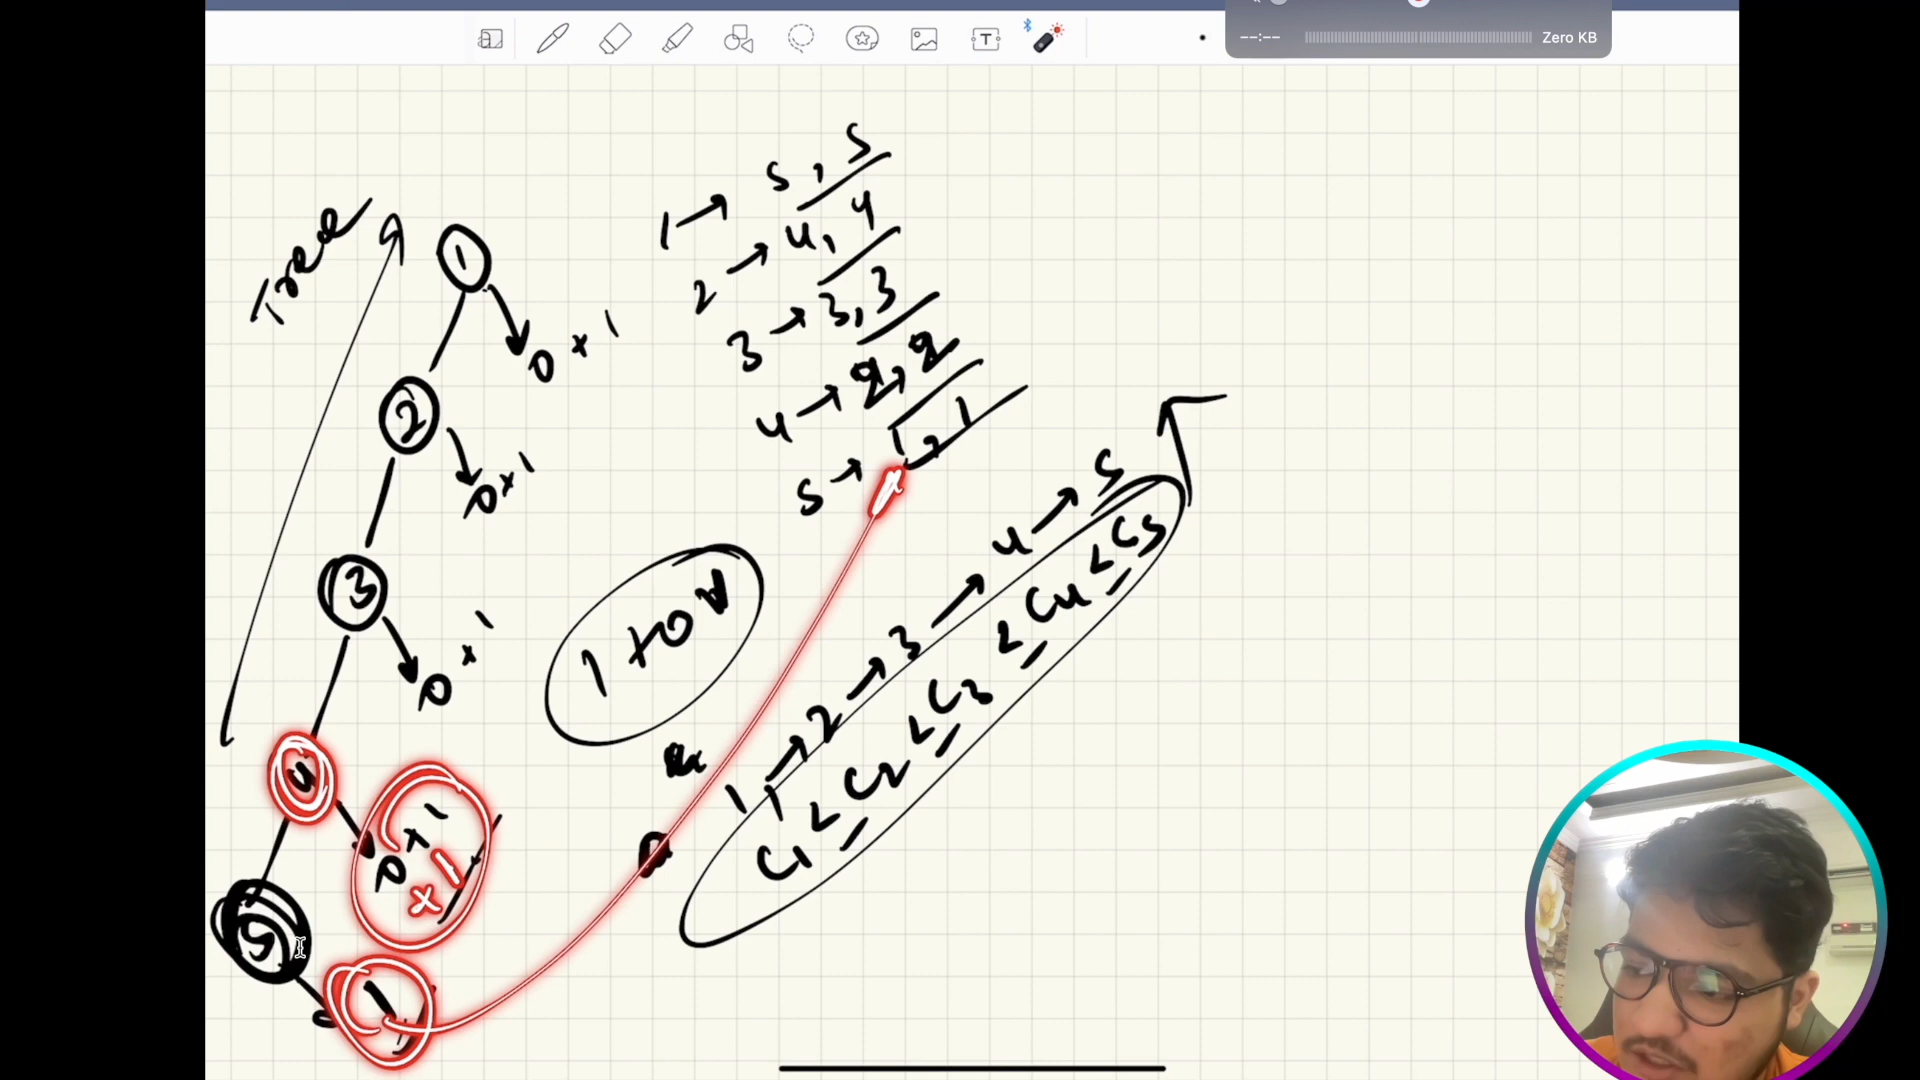 --:--
Zero KB
T
Tree
1
0 + 1
2
0 + 1
3
0 + 1
4
0 + 1
+ 1
5
1
1 → 5, 5
2 → 4, 4
3 → 3, 3
4 → 2, 2
5 → 1, 1
1 to v
1 → 2 → 3 → 4 → 5
C1 < C2 < C3 < C4 < C5